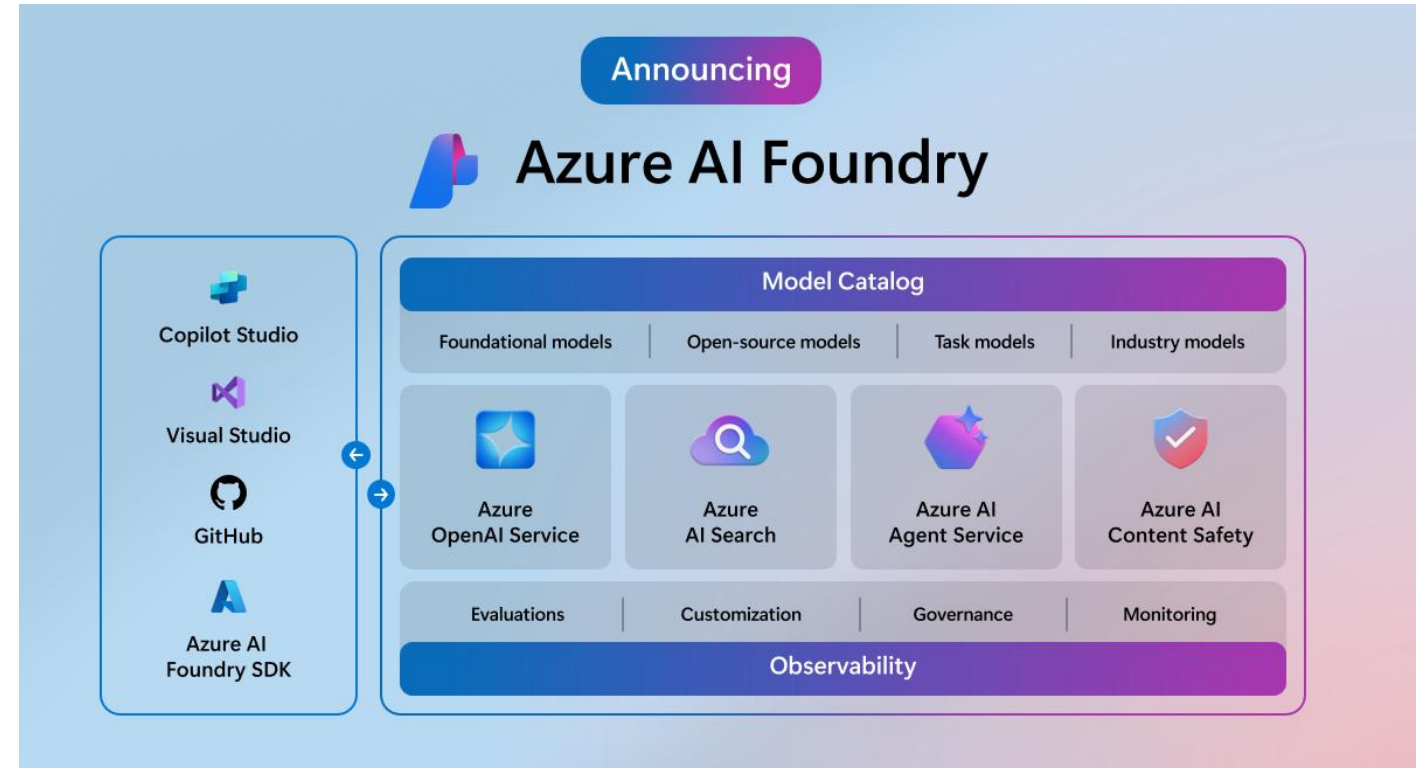 Announcing
Azure AI Foundry
Copilot Studio
Visual Studio
GitHub
Azure AI
Foundry SDK
Model Catalog
Foundational models
Open-source models
Task models
Industry models
Azure
OpenAI Service
Azure
AI Search
Azure AI
Agent Service
Azure AI
Content Safety
Evaluations
Customization
Governance
Monitoring
Observability